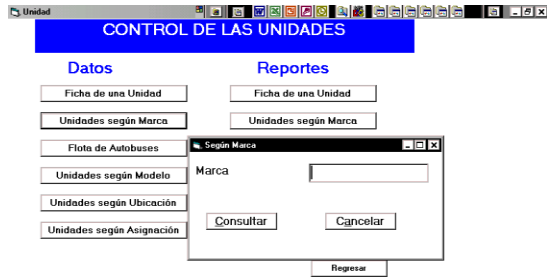 Unidad
CONTROL DE LAS UNIDADES
Datos
Reportes
Ficha de una Unidad
Ficha de una Unidad
Unidades según Marca
Unidades según Marca
Flota de Autobuses
Unidades según Modelo
Unidades según Ubicación
Unidades según Asignación
Según Marca
Marca
Consultar
Cancelar
Regresar